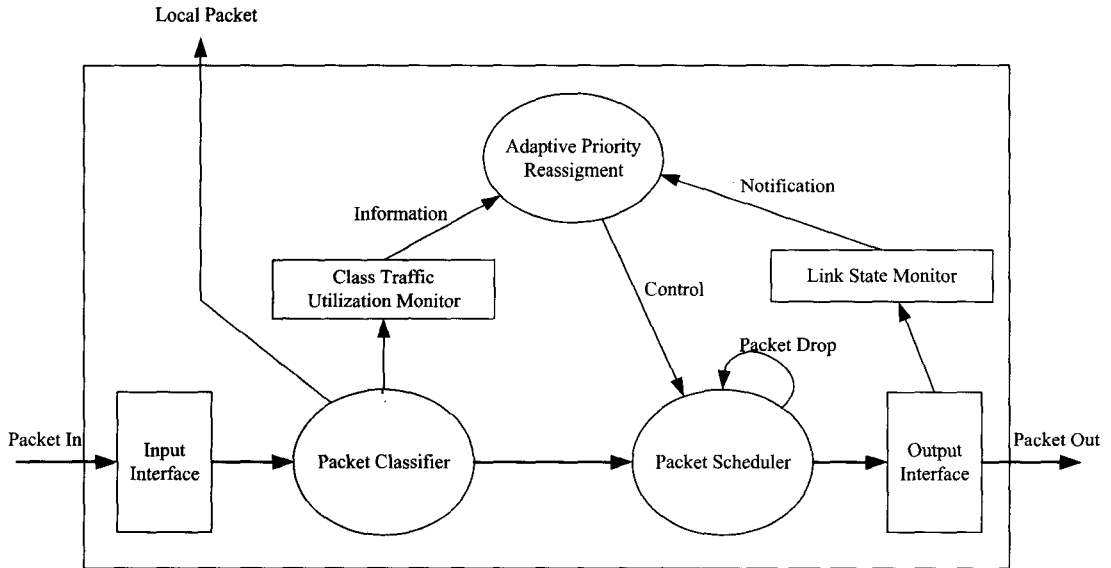 Local Packet
Adaptive Priority
Reassigment
Notification
Information
Class Traffic
Utilization Monitor
Link State Monitor
Control
Packet Drop
Packet In
Input
Interface
Packet Classifier
Packet Scheduler
Output
Interface
Packet Out